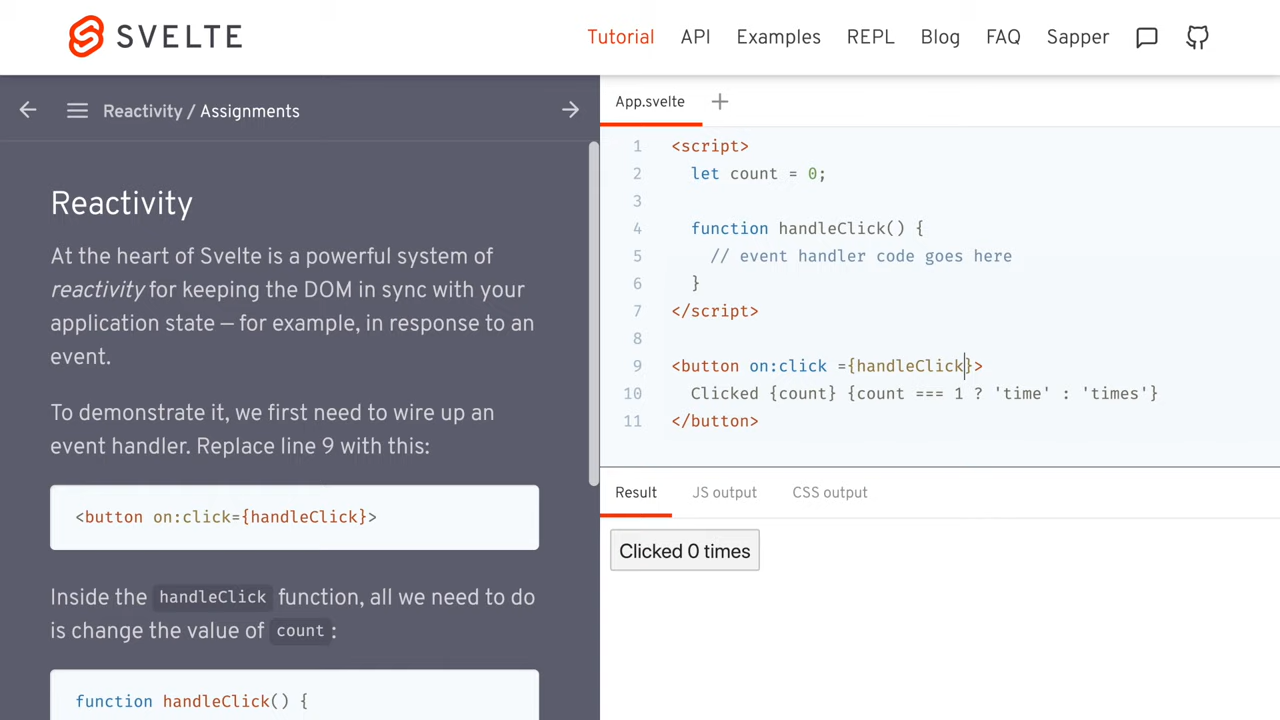 SVELTE
Tutorial API Examples REPL Blog FAQ Sapper
Reactivity / Assignments
Reactivity
At the heart of Svelte is a powerful system of
reactivity for keeping the DOM in sync with your
application state — for example, in response to an
event.
To demonstrate it, we first need to wire up an
event handler. Replace line 9 with this:
<button on:click={handleClick}>
Inside the handleClick function, all we need to do
is change the value of count :
function handleClick() {
App.svelte +
1 <script>
2 let count = 0;
3
4 function handleClick() {
5 // event handler code goes here
6 }
7 </script>
8
9 <button on:click ={handleClick}>
10 Clicked {count} {count === 1 ? 'time' : 'times'}
11 </button>
Result JS output CSS output
Clicked 0 times